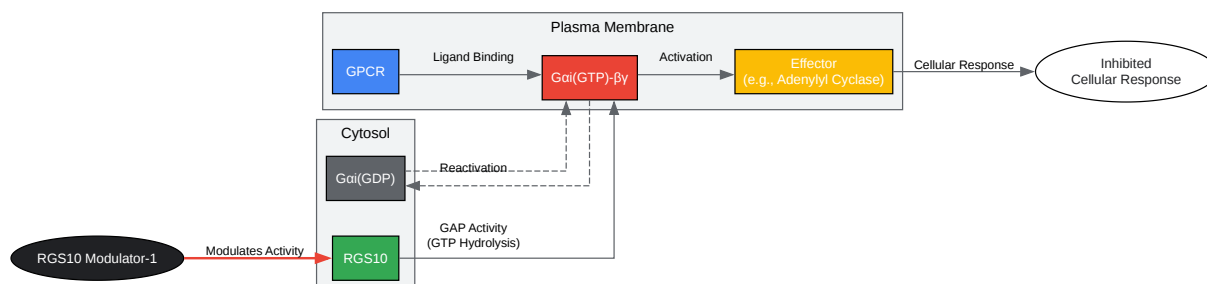 Plasma Membrane
GPCR
Ligand Binding
Gαi(GTP)-βγ
Activation
Effector
(e.g., Adenylyl Cyclase)
Cellular Response
Inhibited
Cellular Response
Cytosol
Gαi(GDP)
Reactivation
RGS10 Modulator-1
Modulates Activity
RGS10
GAP Activity
(GTP Hydrolysis)